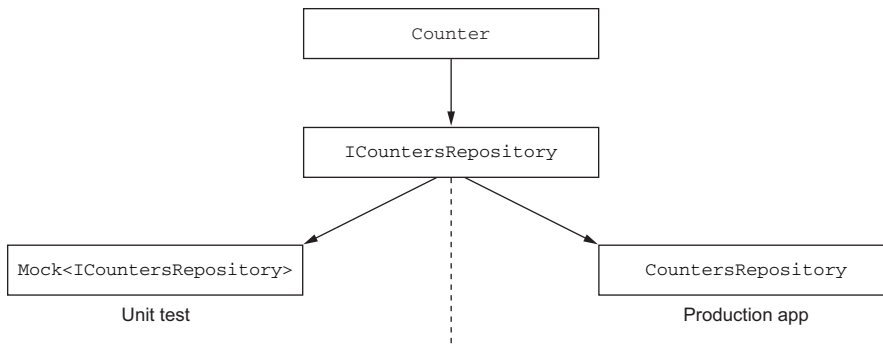 Counter
ICountersRepository
Mock<ICountersRepository>
CountersRepository
Unit test
Production app